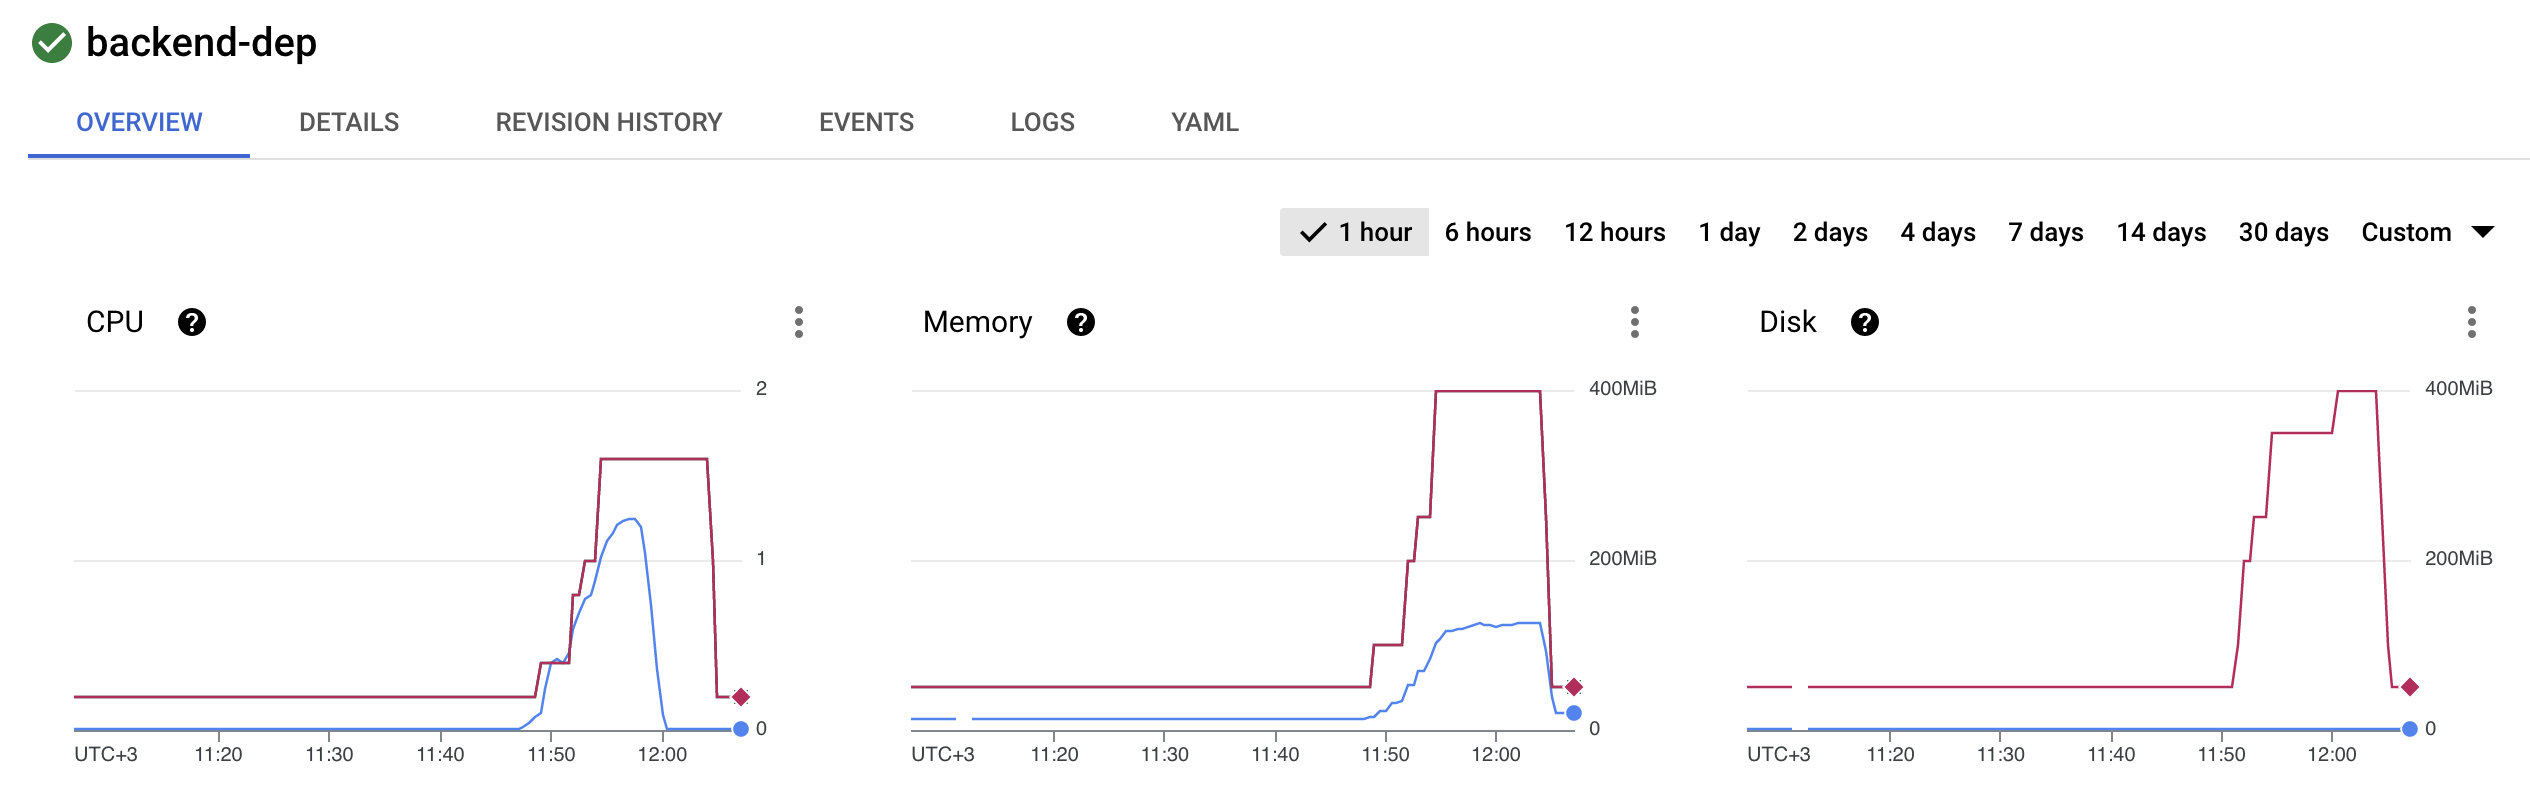 backend-dep
OVERVIEW DETAILS REVISION HISTORY EVENTS LOGS YAML
1 hour 6 hours 12 hours 1 day 2 days 4 days 7 days 14 days 30 days Custom
CPU
2
1
0
UTC+3 11:20 11:30 11:40 11:50 12:00
Memory
400MiB
200MiB
0
UTC+3 11:20 11:30 11:40 11:50 12:00
Disk
400MiB
200MiB
0
UTC+3 11:20 11:30 11:40 11:50 12:00